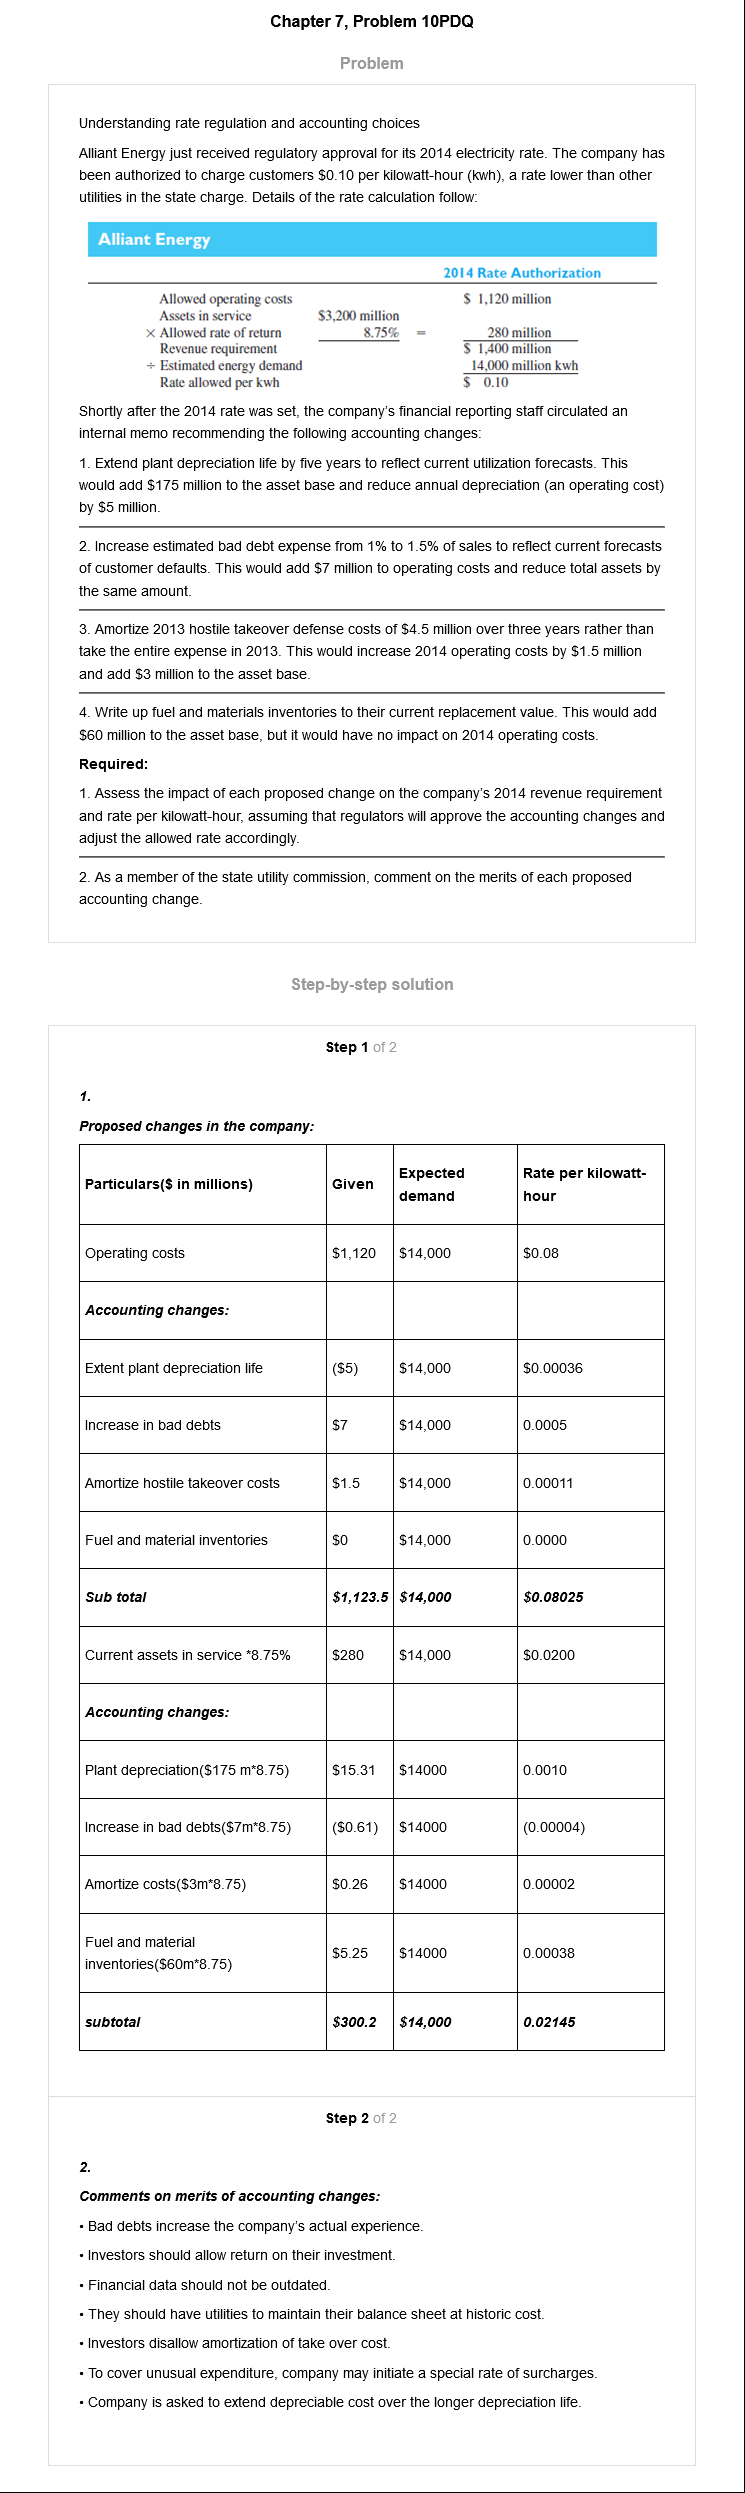 Chapter 7, Problem 10PDQ
Problem
Understanding rate regulation and accounting choices
Alliant Energy just received regulatory approval for its 2014 electricity rate. The company has
been authorized to charge customers $0.10 per kilowatt-hour (kwh), a rate lower than other
utilities in the state charge. Details of the rate calculation follow:
Alliant Energy
2014 Rate Authorization
Allowed operating costs $ 1,120 million
Assets in service $3,200 million
× Allowed rate of return 8.75% = 280 million
Revenue requirement $ 1,400 million
÷ Estimated energy demand 14,000 million kwh
Rate allowed per kwh $ 0.10
Shortly after the 2014 rate was set, the company's financial reporting staff circulated an
internal memo recommending the following accounting changes:
1. Extend plant depreciation life by five years to reflect current utilization forecasts. This
would add $175 million to the asset base and reduce annual depreciation (an operating cost)
by $5 million.
2. Increase estimated bad debt expense from 1% to 1.5% of sales to reflect current forecasts
of customer defaults. This would add $7 million to operating costs and reduce total assets by
the same amount.
3. Amortize 2013 hostile takeover defense costs of $4.5 million over three years rather than
take the entire expense in 2013. This would increase 2014 operating costs by $1.5 million
and add $3 million to the asset base.
4. Write up fuel and materials inventories to their current replacement value. This would add
$60 million to the asset base, but it would have no impact on 2014 operating costs.
Required:
1. Assess the impact of each proposed change on the company's 2014 revenue requirement
and rate per kilowatt-hour, assuming that regulators will approve the accounting changes and
adjust the allowed rate accordingly.
2. As a member of the state utility commission, comment on the merits of each proposed
accounting change.
Step-by-step solution
Step 1 of 2
1.
Proposed changes in the company:
Particulars($ in millions) Given Expected demand Rate per kilowatt-hour
Operating costs $1,120 $14,000 $0.08
Accounting changes:
Extent plant depreciation life ($5) $14,000 $0.00036
Increase in bad debts $7 $14,000 0.0005
Amortize hostile takeover costs $1.5 $14,000 0.00011
Fuel and material inventories $0 $14,000 0.0000
Sub total $1,123.5 $14,000 $0.08025
Current assets in service *8.75% $280 $14,000 $0.0200
Accounting changes:
Plant depreciation($175 m*8.75) $15.31 $14000 0.0010
Increase in bad debts($7m*8.75) ($0.61) $14000 (0.00004)
Amortize costs($3m*8.75) $0.26 $14000 0.00002
Fuel and material
inventories($60m*8.75) $5.25 $14000 0.00038
subtotal $300.2 $14,000 0.02145
Step 2 of 2
2.
Comments on merits of accounting changes:
• Bad debts increase the company's actual experience.
• Investors should allow return on their investment.
• Financial data should not be outdated.
• They should have utilities to maintain their balance sheet at historic cost.
• Investors disallow amortization of take over cost.
• To cover unusual expenditure, company may initiate a special rate of surcharges.
• Company is asked to extend depreciable cost over the longer depreciation life.